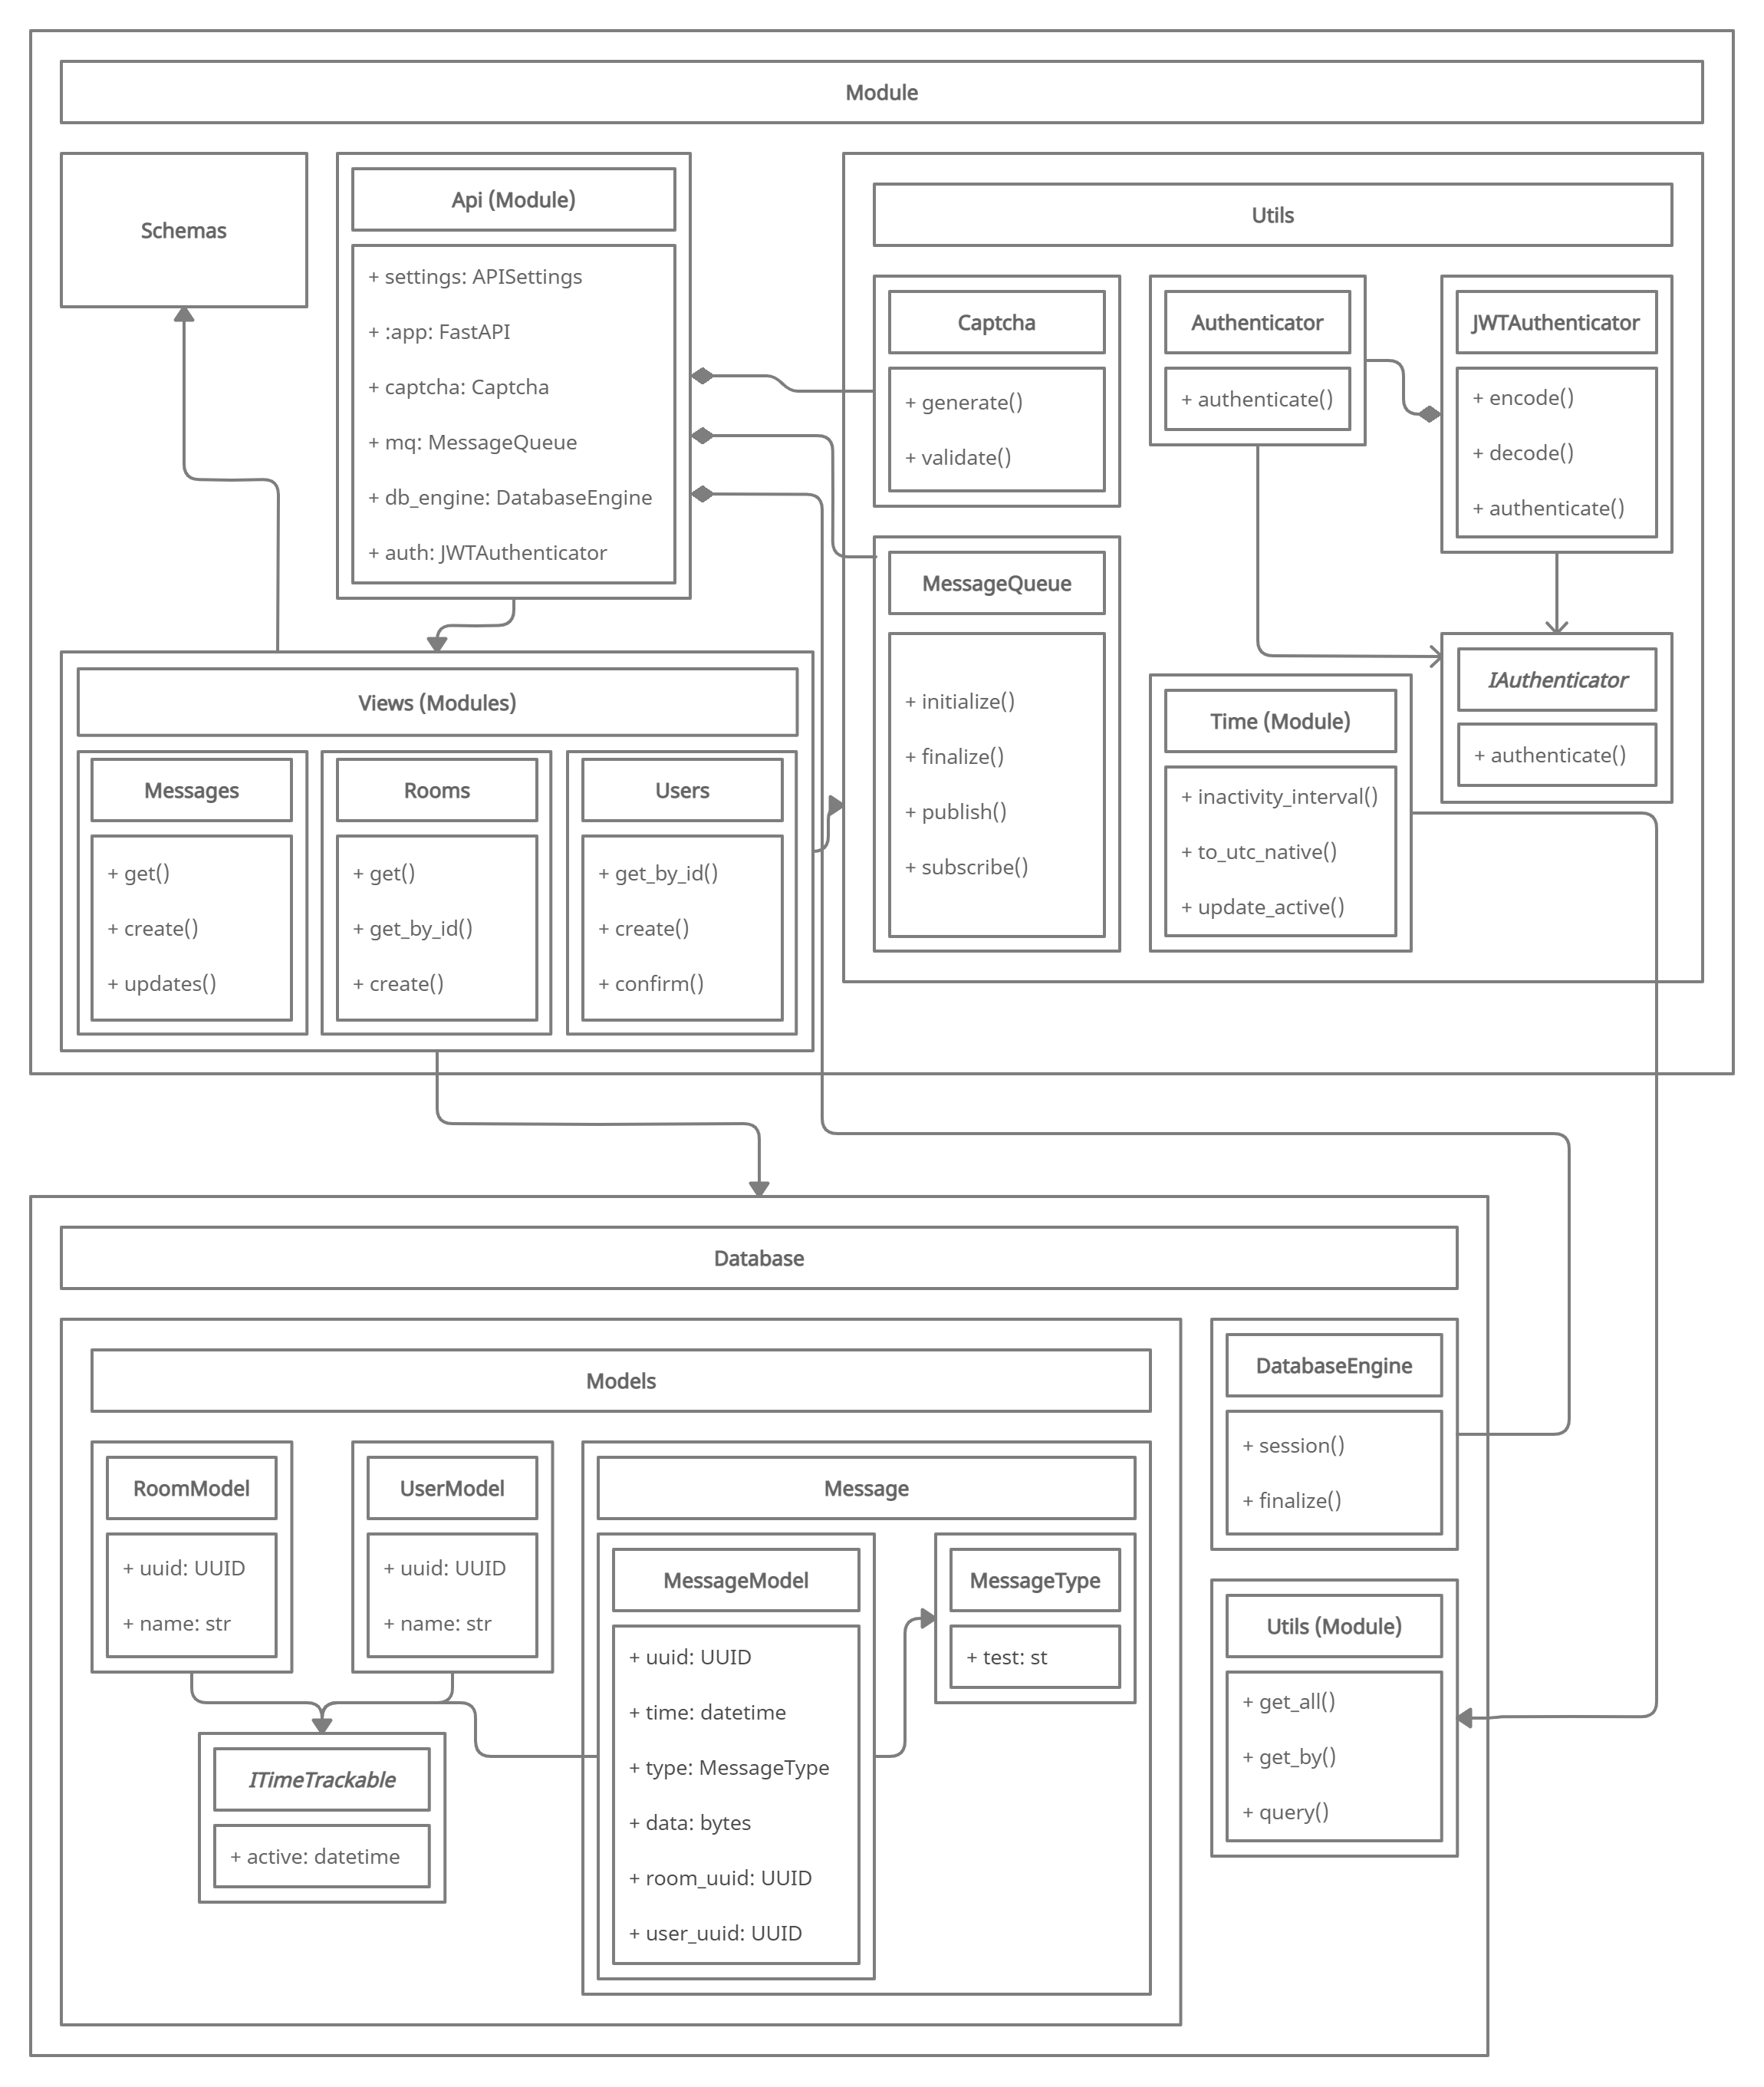 Module
Schemas
Api (Module)
+ settings: APISettings
+ :app: FastAPI
+ captcha: Captcha
+ mq: MessageQueue
+ db_engine: DatabaseEngine
+ auth: JWTAuthenticator
Utils
Captcha
+ generate()
+ validate()
Authenticator
+ authenticate()
JWTAuthenticator
+ encode()
+ decode()
+ authenticate()
MessageQueue
+ initialize()
+ finalize()
+ publish()
+ subscribe()
Time (Module)
+ inactivity_interval()
+ to_utc_native()
+ update_active()
IAuthenticator
+ authenticate()
Views (Modules)
Messages
+ get()
+ create()
+ updates()
Rooms
+ get()
+ get_by_id()
+ create()
Users
+ get_by_id()
+ create()
+ confirm()
Database
Models
RoomModel
+ uuid: UUID
+ name: str
UserModel
+ uuid: UUID
+ name: str
ITimeTrackable
+ active: datetime
Message
MessageModel
+ uuid: UUID
+ time: datetime
+ type: MessageType
+ data: bytes
+ room_uuid: UUID
+ user_uuid: UUID
MessageType
+ test: st
DatabaseEngine
+ session()
+ finalize()
Utils (Module)
+ get_all()
+ get_by()
+ query()